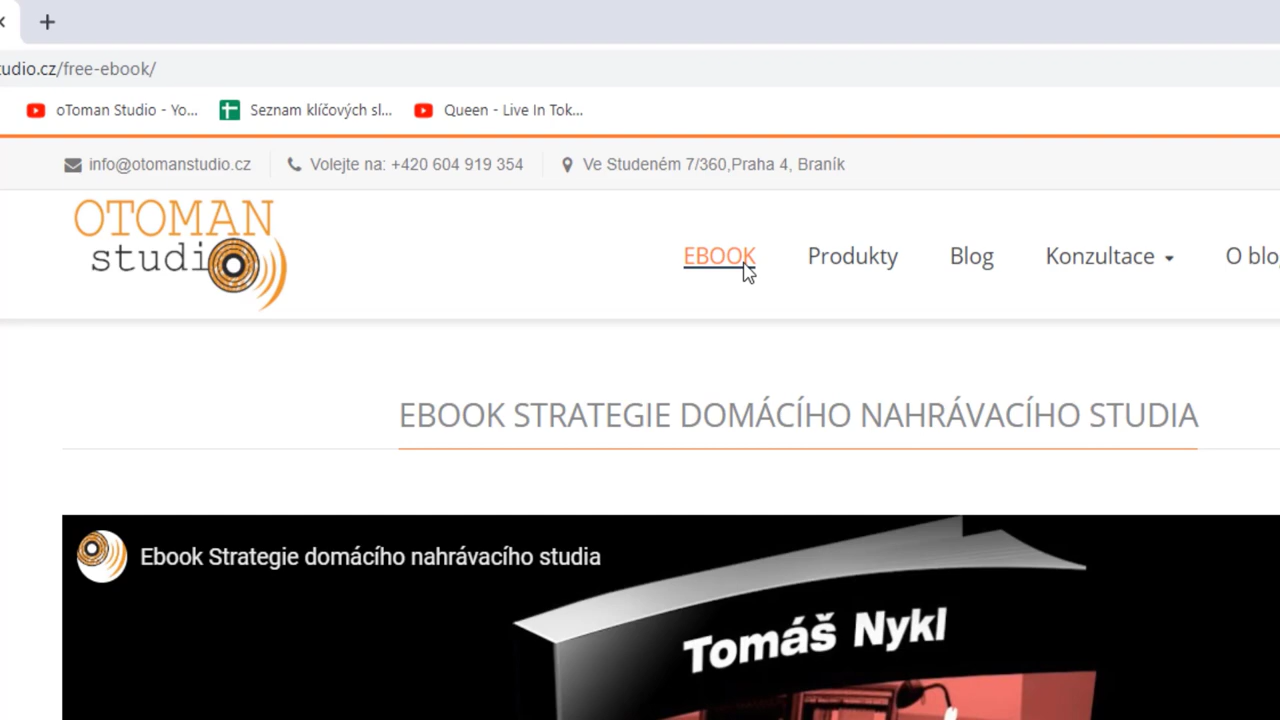 tudio.cz/free-ebook/
oToman Studio - Yo... Seznam klíčových sl... Queen - Live In Tok...
info@otomanstudio.cz Volejte na: +420 604 919 354 Ve Studeném 7/360,Praha 4, Braník
OTOMAN
studio
EBOOK Produkty Blog Konzultace O blog
EBOOK STRATEGIE DOMÁCÍHO NAHRÁVACÍHO STUDIA
Ebook Strategie domácího nahrávacího studia
Tomáš Nykl